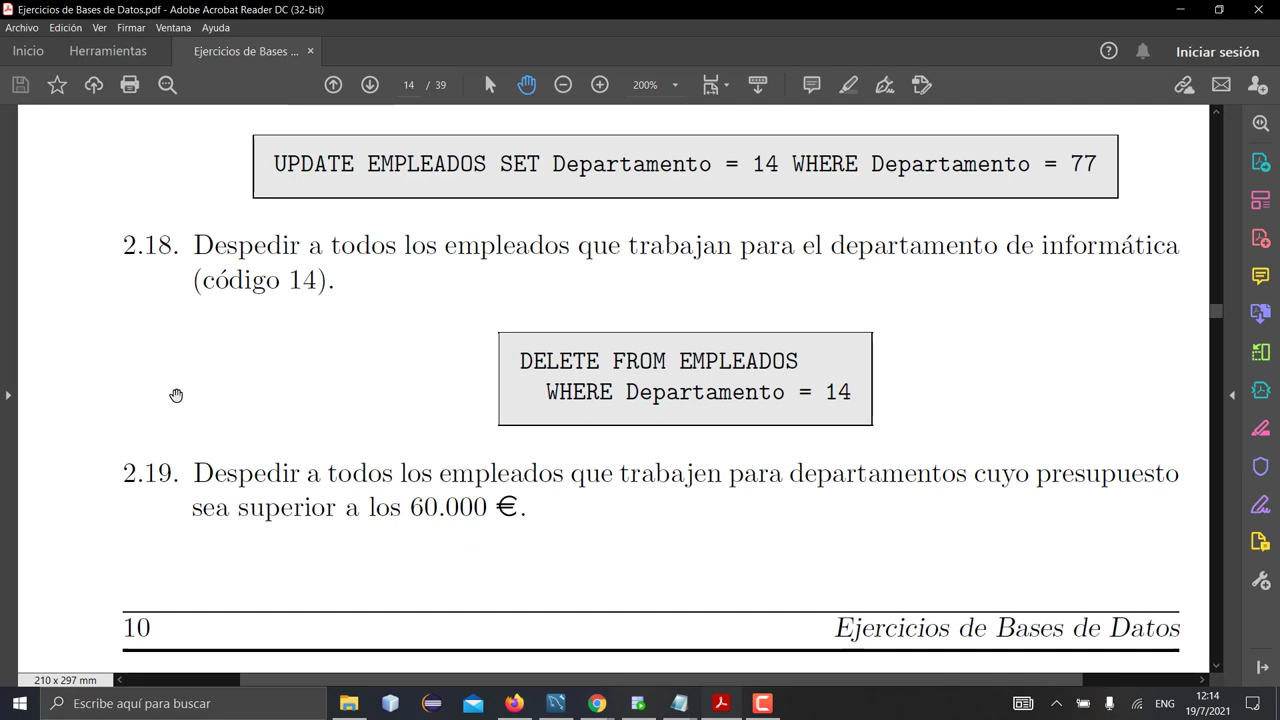 Ejercicios de Bases de Datos.pdf - Adobe Acrobat Reader DC (32-bit)
Archivo Edición Ver Firmar Ventana Ayuda
Inicio Herramientas Ejercicios de Bases ... × Iniciar sesión
14 / 39 200%
UPDATE EMPLEADOS SET Departamento = 14 WHERE Departamento = 77
2.18. Despedir a todos los empleados que trabajan para el departamento de informática
(código 14).
DELETE FROM EMPLEADOS
WHERE Departamento = 14
2.19. Despedir a todos los empleados que trabajen para departamentos cuyo presupuesto
sea superior a los 60.000 €.
10 Ejercicios de Bases de Datos
210 x 297 mm
Escribe aquí para buscar
ENG
12:14
19/7/2021